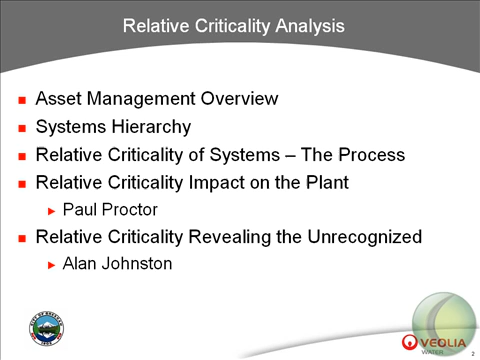 Relative Criticality Analysis
Asset Management Overview
Systems Hierarchy
Relative Criticality of Systems – The Process
Relative Criticality Impact on the Plant
Paul Proctor
Relative Criticality Revealing the Unrecognized
Alan Johnston
VEOLIA
WATER
2